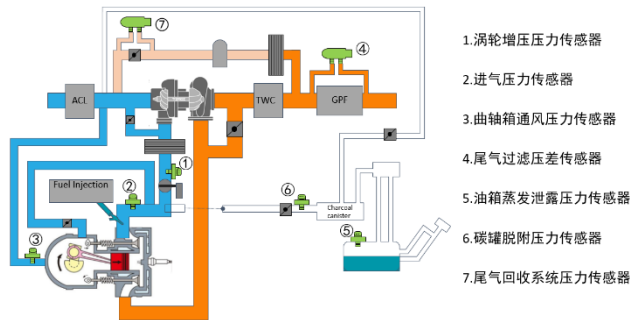 ⑦
④
ACL
TWC
GPF
①
Fuel Injection
②
⑥
Charcoal
canister
③
⑤
1.涡轮增压压力传感器
2.进气压力传感器
3.曲轴箱通风压力传感器
4.尾气过滤压差传感器
5.油箱蒸发泄露压力传感器
6.碳罐脱附压力传感器
7.尾气回收系统压力传感器